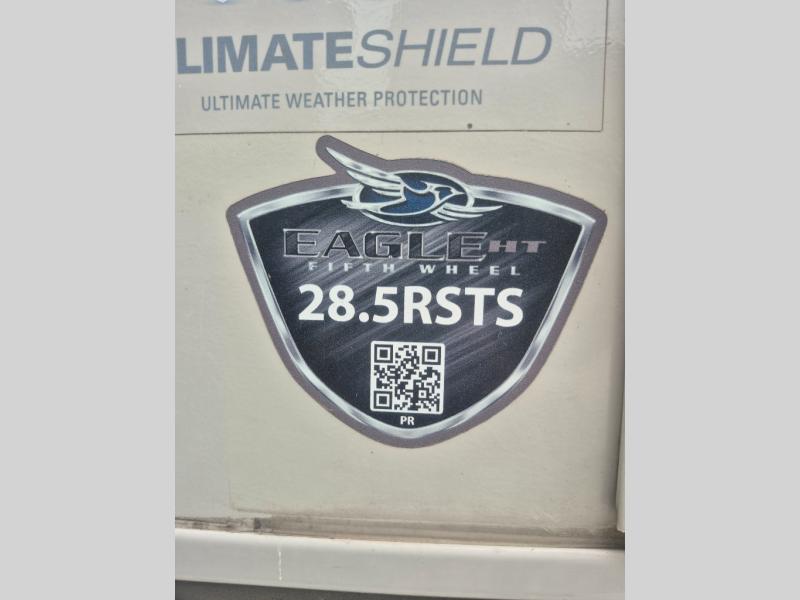 LIMATESHIELD
ULTIMATE WEATHER PROTECTION
EAGLE HT
FIFTH WHEEL
28.5RSTS
PR